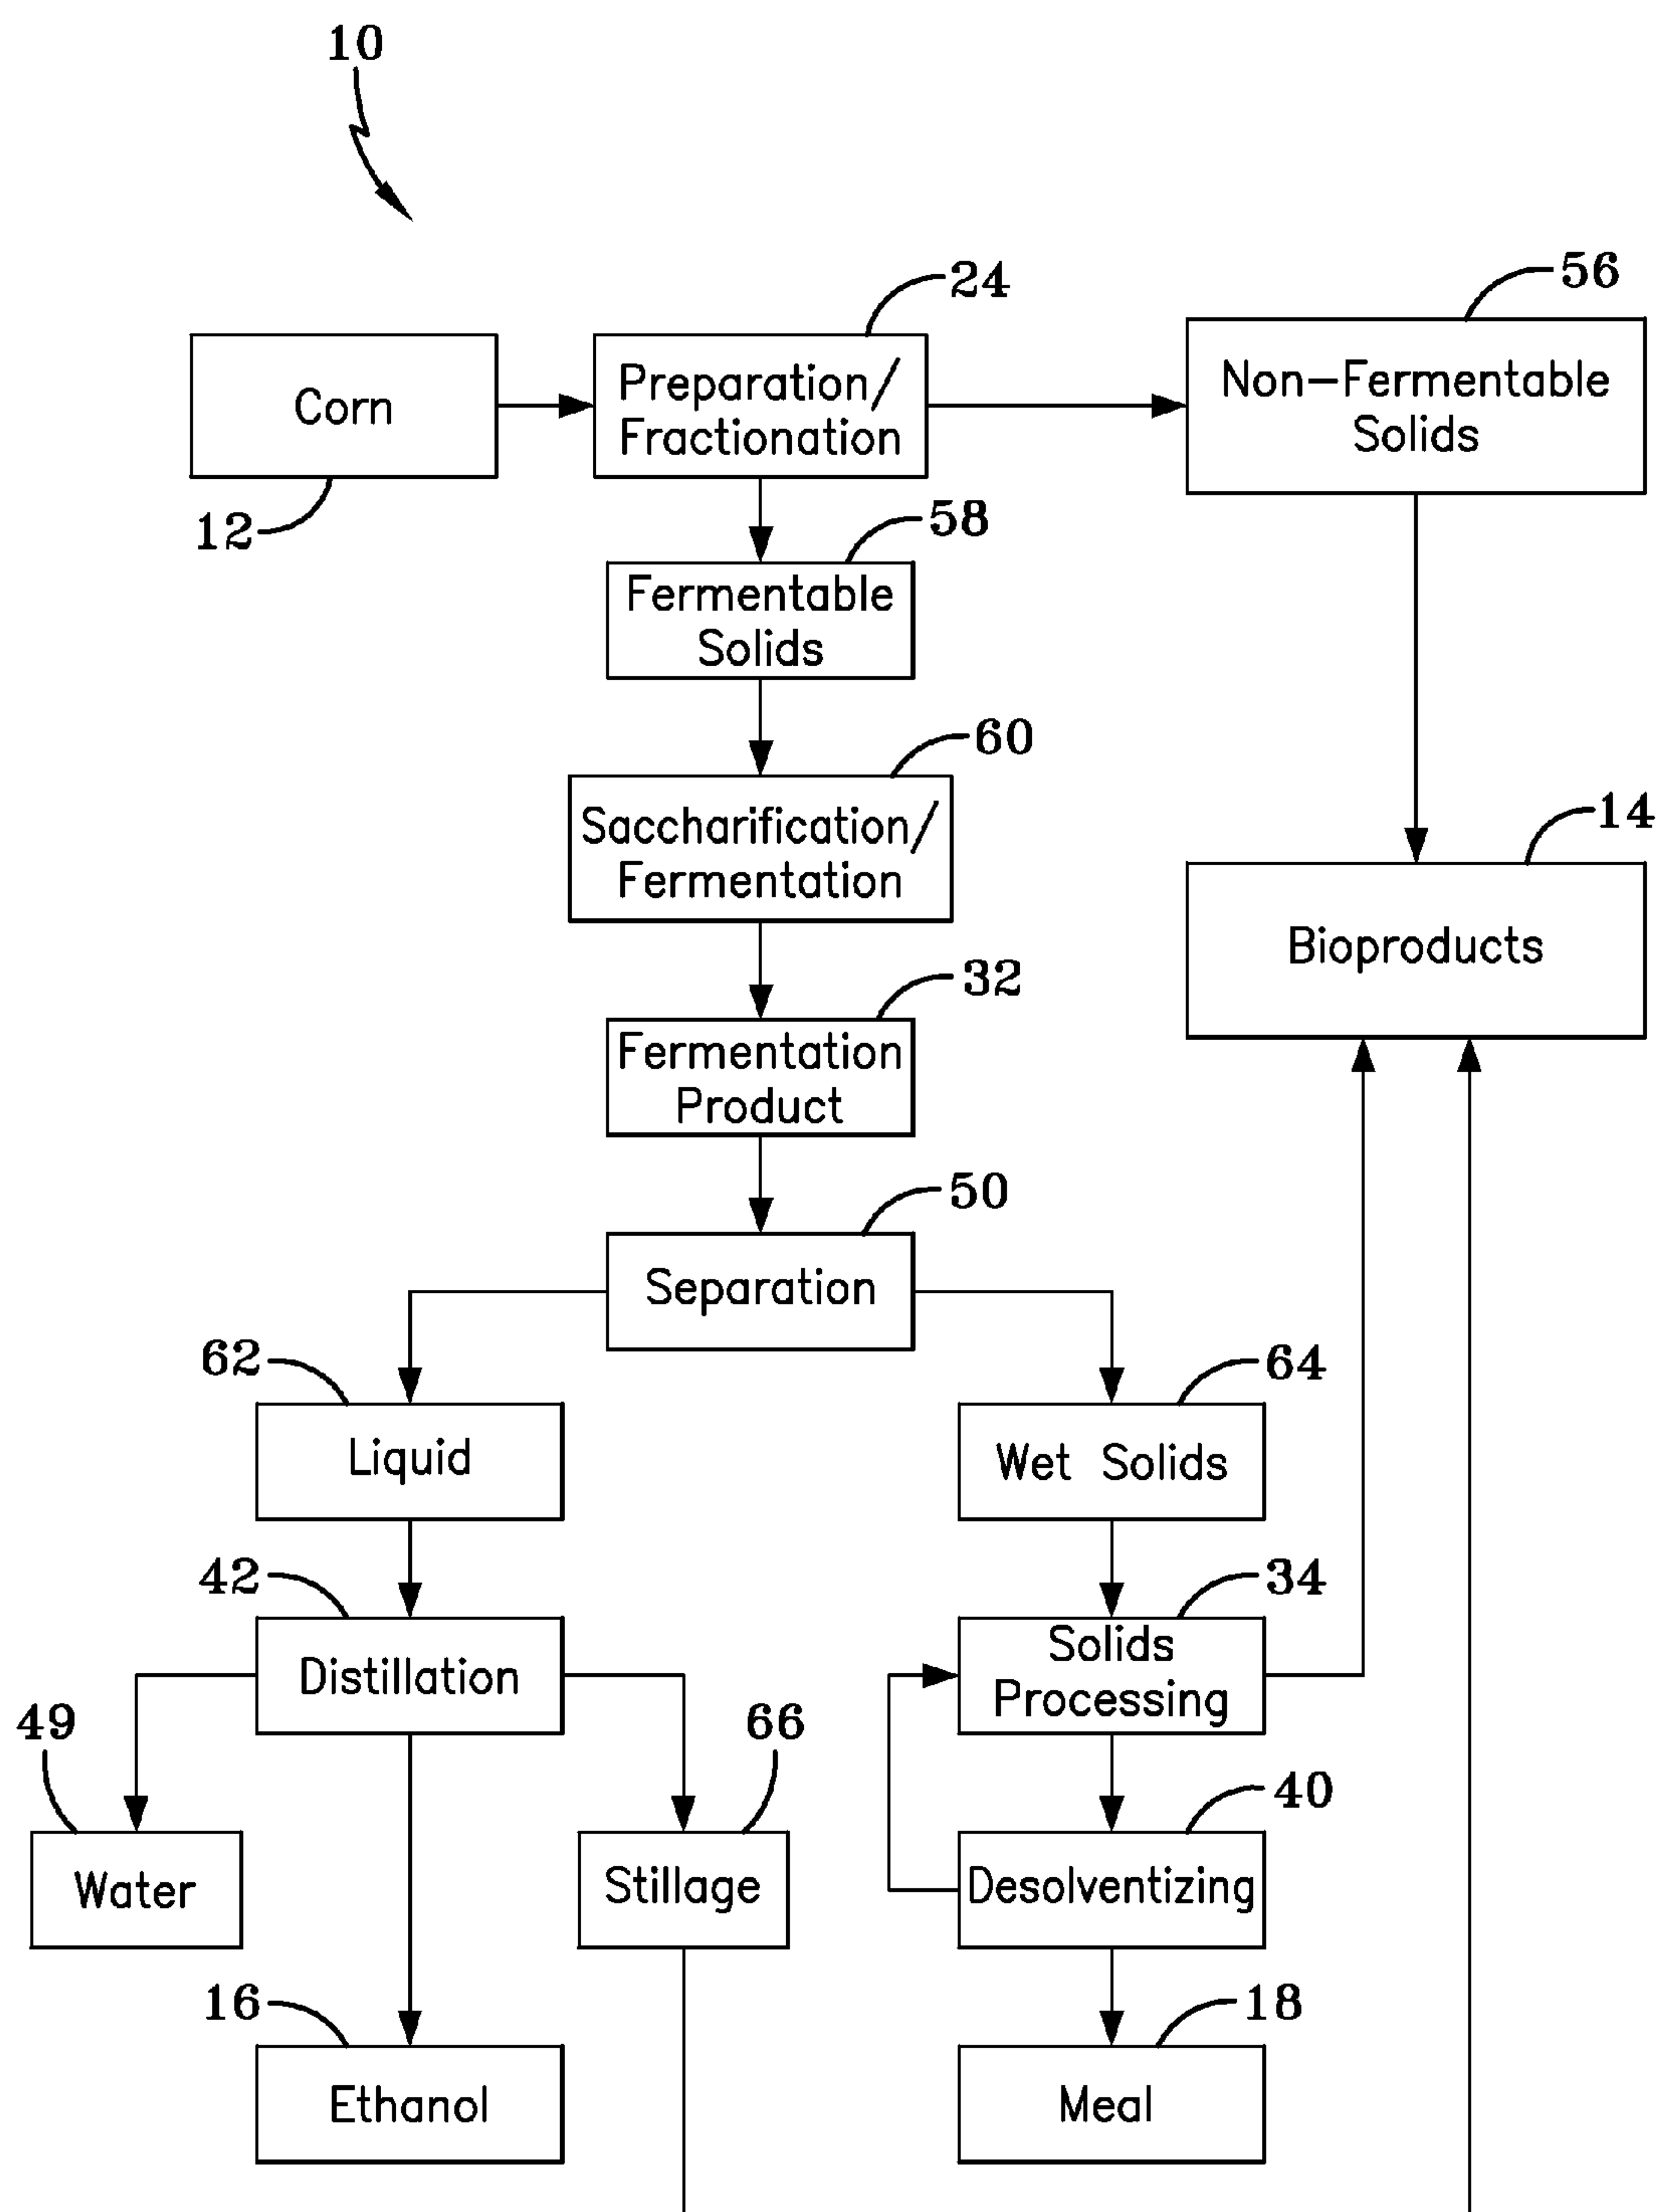 10
24
56
Corn
Preparation/
Fractionation
Non-Fermentable
Solids
12
58
Fermentable
Solids
60
Saccharification/
Fermentation
14
Bioproducts
32
Fermentation
Product
50
Separation
62
64
Liquid
Wet Solids
42
34
Distillation
Solids
Processing
49
66
40
Water
Stillage
Desolventizing
16
18
Ethanol
Meal